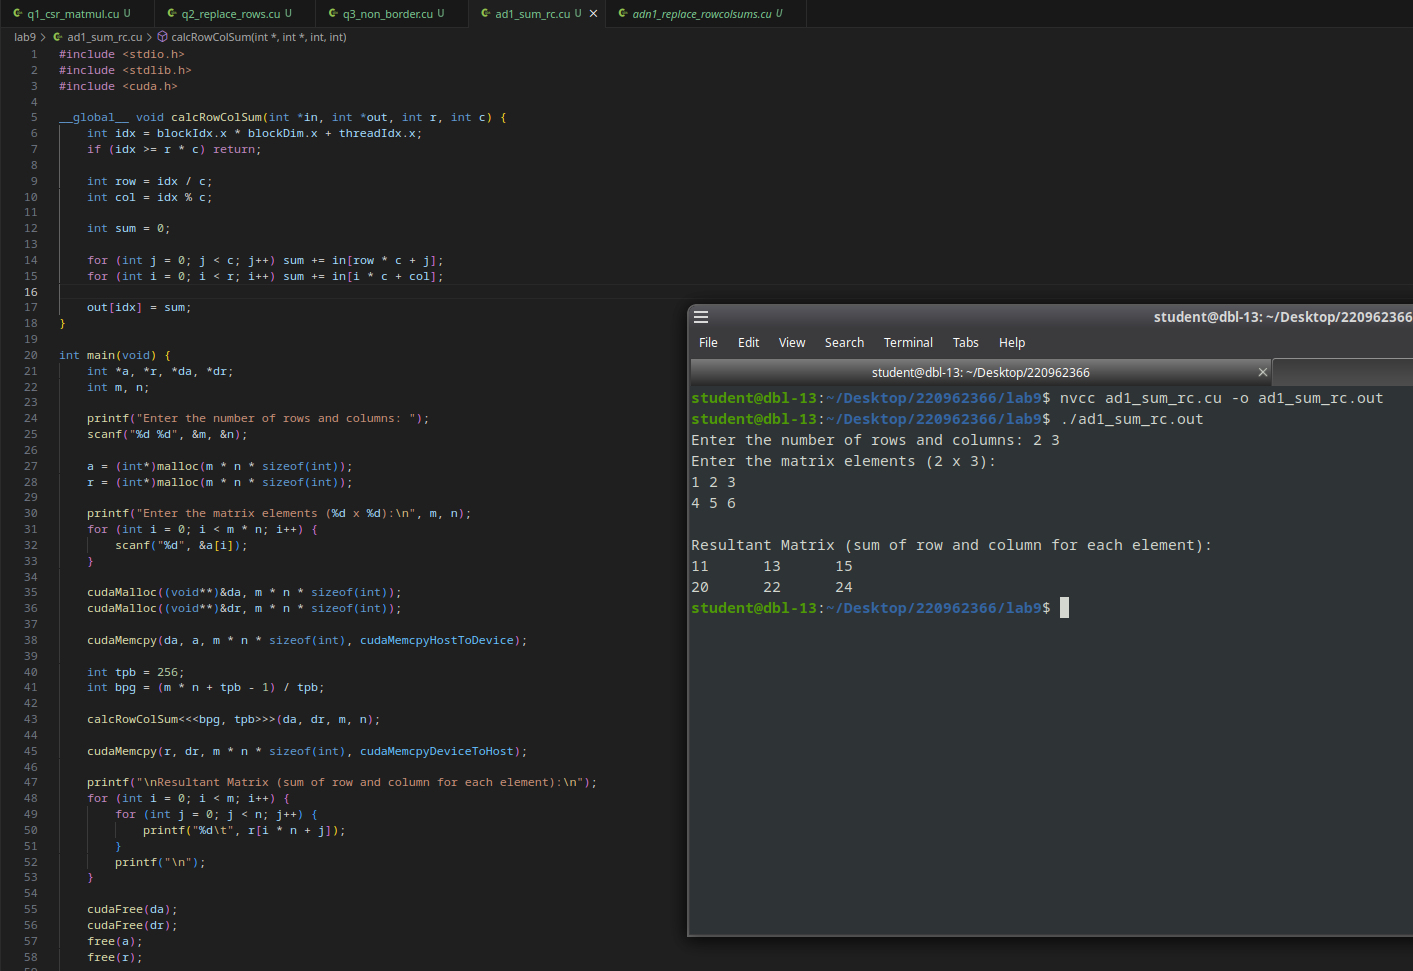 q1_csr_matmul.cu U q2_replace_rows.cu U q3_non_border.cu U ad1_sum_rc.cu U × adn1_replace_rowcolsums.cu U
lab9 > ad1_sum_rc.cu > calcRowColSum(int *, int *, int, int)
1 #include <stdio.h>
2 #include <stdlib.h>
3 #include <cuda.h>
4
5 __global__ void calcRowColSum(int *in, int *out, int r, int c) {
6 int idx = blockIdx.x * blockDim.x + threadIdx.x;
7 if (idx >= r * c) return;
8
9 int row = idx / c;
10 int col = idx % c;
11
12 int sum = 0;
13
14 for (int j = 0; j < c; j++) sum += in[row * c + j];
15 for (int i = 0; i < r; i++) sum += in[i * c + col];
16
17 out[idx] = sum;
18 }
19
20 int main(void) {
21 int *a, *r, *da, *dr;
22 int m, n;
23
24 printf("Enter the number of rows and columns: ");
25 scanf("%d %d", &m, &n);
26
27 a = (int*)malloc(m * n * sizeof(int));
28 r = (int*)malloc(m * n * sizeof(int));
29
30 printf("Enter the matrix elements (%d x %d):\n", m, n);
31 for (int i = 0; i < m * n; i++) {
32 scanf("%d", &a[i]);
33 }
34
35 cudaMalloc((void**)&da, m * n * sizeof(int));
36 cudaMalloc((void**)&dr, m * n * sizeof(int));
37
38 cudaMemcpy(da, a, m * n * sizeof(int), cudaMemcpyHostToDevice);
39
40 int tpb = 256;
41 int bpg = (m * n + tpb - 1) / tpb;
42
43 calcRowColSum<<<bpg, tpb>>>(da, dr, m, n);
44
45 cudaMemcpy(r, dr, m * n * sizeof(int), cudaMemcpyDeviceToHost);
46
47 printf("\nResultant Matrix (sum of row and column for each element):\n");
48 for (int i = 0; i < m; i++) {
49 for (int j = 0; j < n; j++) {
50 printf("%d\t", r[i * n + j]);
51 }
52 printf("\n");
53 }
54
55 cudaFree(da);
56 cudaFree(dr);
57 free(a);
58 free(r);
student@dbl-13: ~/Desktop/220962366
File Edit View Search Terminal Tabs Help
student@dbl-13: ~/Desktop/220962366 ×
student@dbl-13:~/Desktop/220962366/lab9$ nvcc ad1_sum_rc.cu -o ad1_sum_rc.out
student@dbl-13:~/Desktop/220962366/lab9$ ./ad1_sum_rc.out
Enter the number of rows and columns: 2 3
Enter the matrix elements (2 x 3):
1 2 3
4 5 6
Resultant Matrix (sum of row and column for each element):
11 13 15
20 22 24
student@dbl-13:~/Desktop/220962366/lab9$